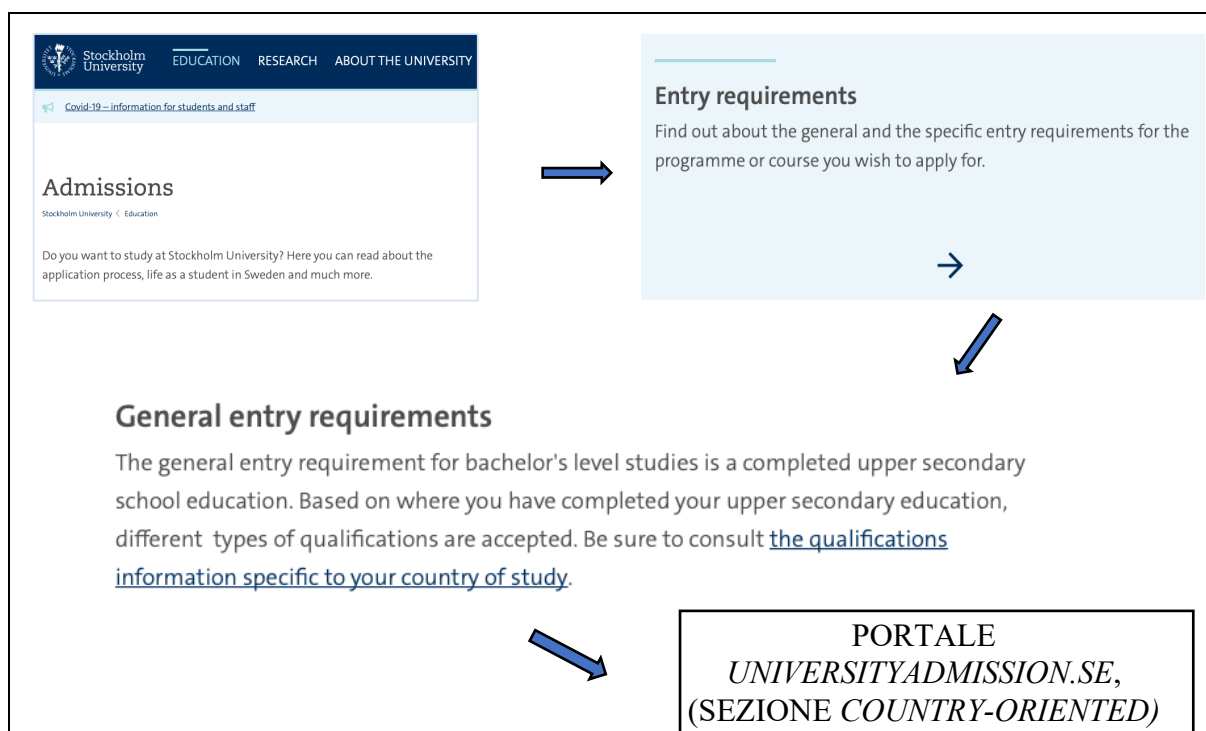 Stockholm
University
EDUCATION RESEARCH ABOUT THE UNIVERSITY
Covid-19 – information for students and staff
Admissions
Stockholm University < Education
Do you want to study at Stockholm University? Here you can read about the
application process, life as a student in Sweden and much more.
Entry requirements
Find out about the general and the specific entry requirements for the
programme or course you wish to apply for.
General entry requirements
The general entry requirement for bachelor's level studies is a completed upper secondary
school education. Based on where you have completed your upper secondary education,
different types of qualifications are accepted. Be sure to consult the qualifications
information specific to your country of study.
PORTALE
UNIVERSITYADMISSION.SE,
(SEZIONE COUNTRY-ORIENTED)